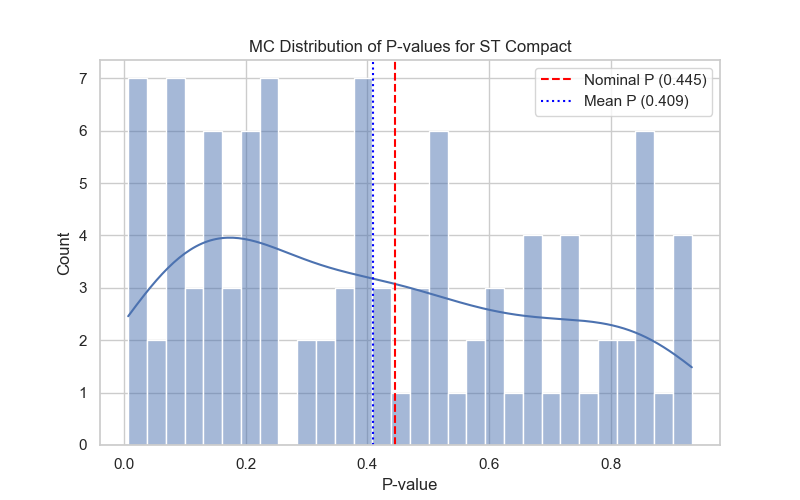 MC Distribution of P-values for ST Compact
Nominal P (0.445)
Mean P (0.409)
Count
7
6
5
4
3
2
1
0
0.0 0.2 0.4 0.6 0.8
P-value